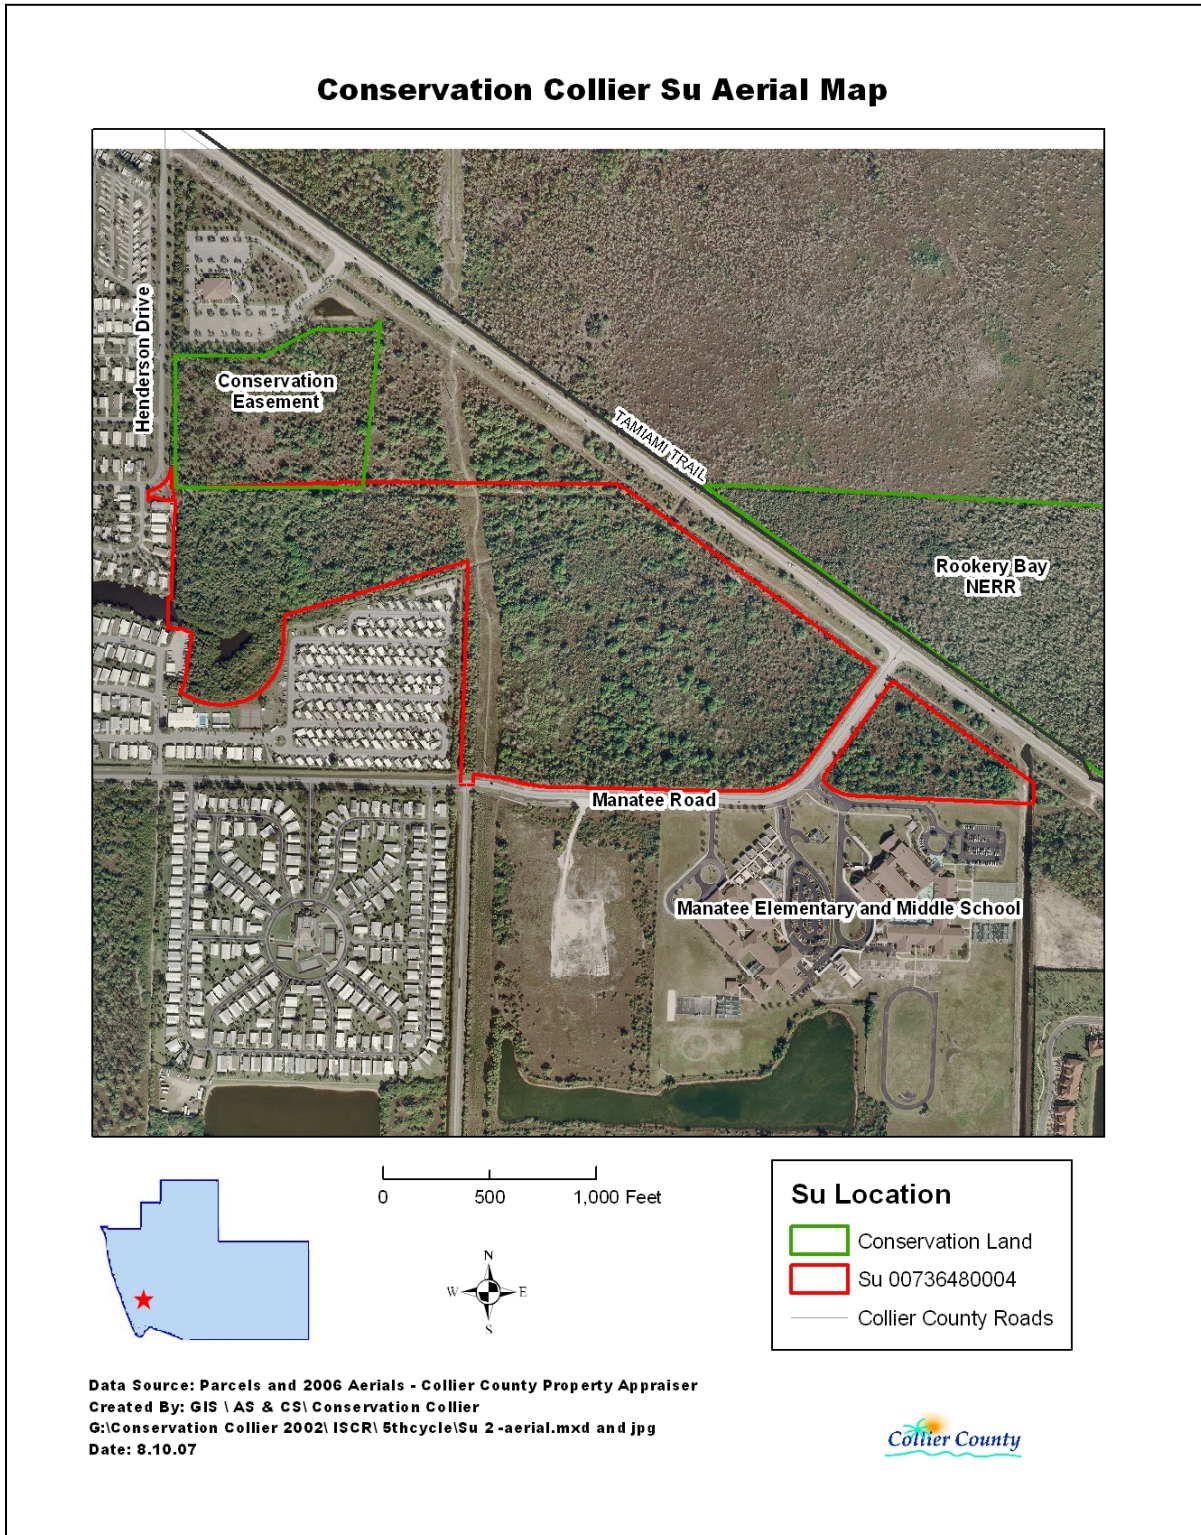 Conservation Collier Su Aerial Map
Henderson Drive
Conservation
Easement
TAMIAMI TRAIL
Rookery Bay
NERR
Manatee Road
Manatee Elementary and Middle School
0 500 1,000 Feet
N
W E
S
Su Location
Conservation Land
Su 00736480004
Collier County Roads
Data Source: Parcels and 2006 Aerials - Collier County Property Appraiser
Created By: GIS \ AS & CS\ Conservation Collier
G:\Conservation Collier 2002\ ISCR\ 5thcycle\Su 2 -aerial.mxd and jpg
Date: 8.10.07
Collier County